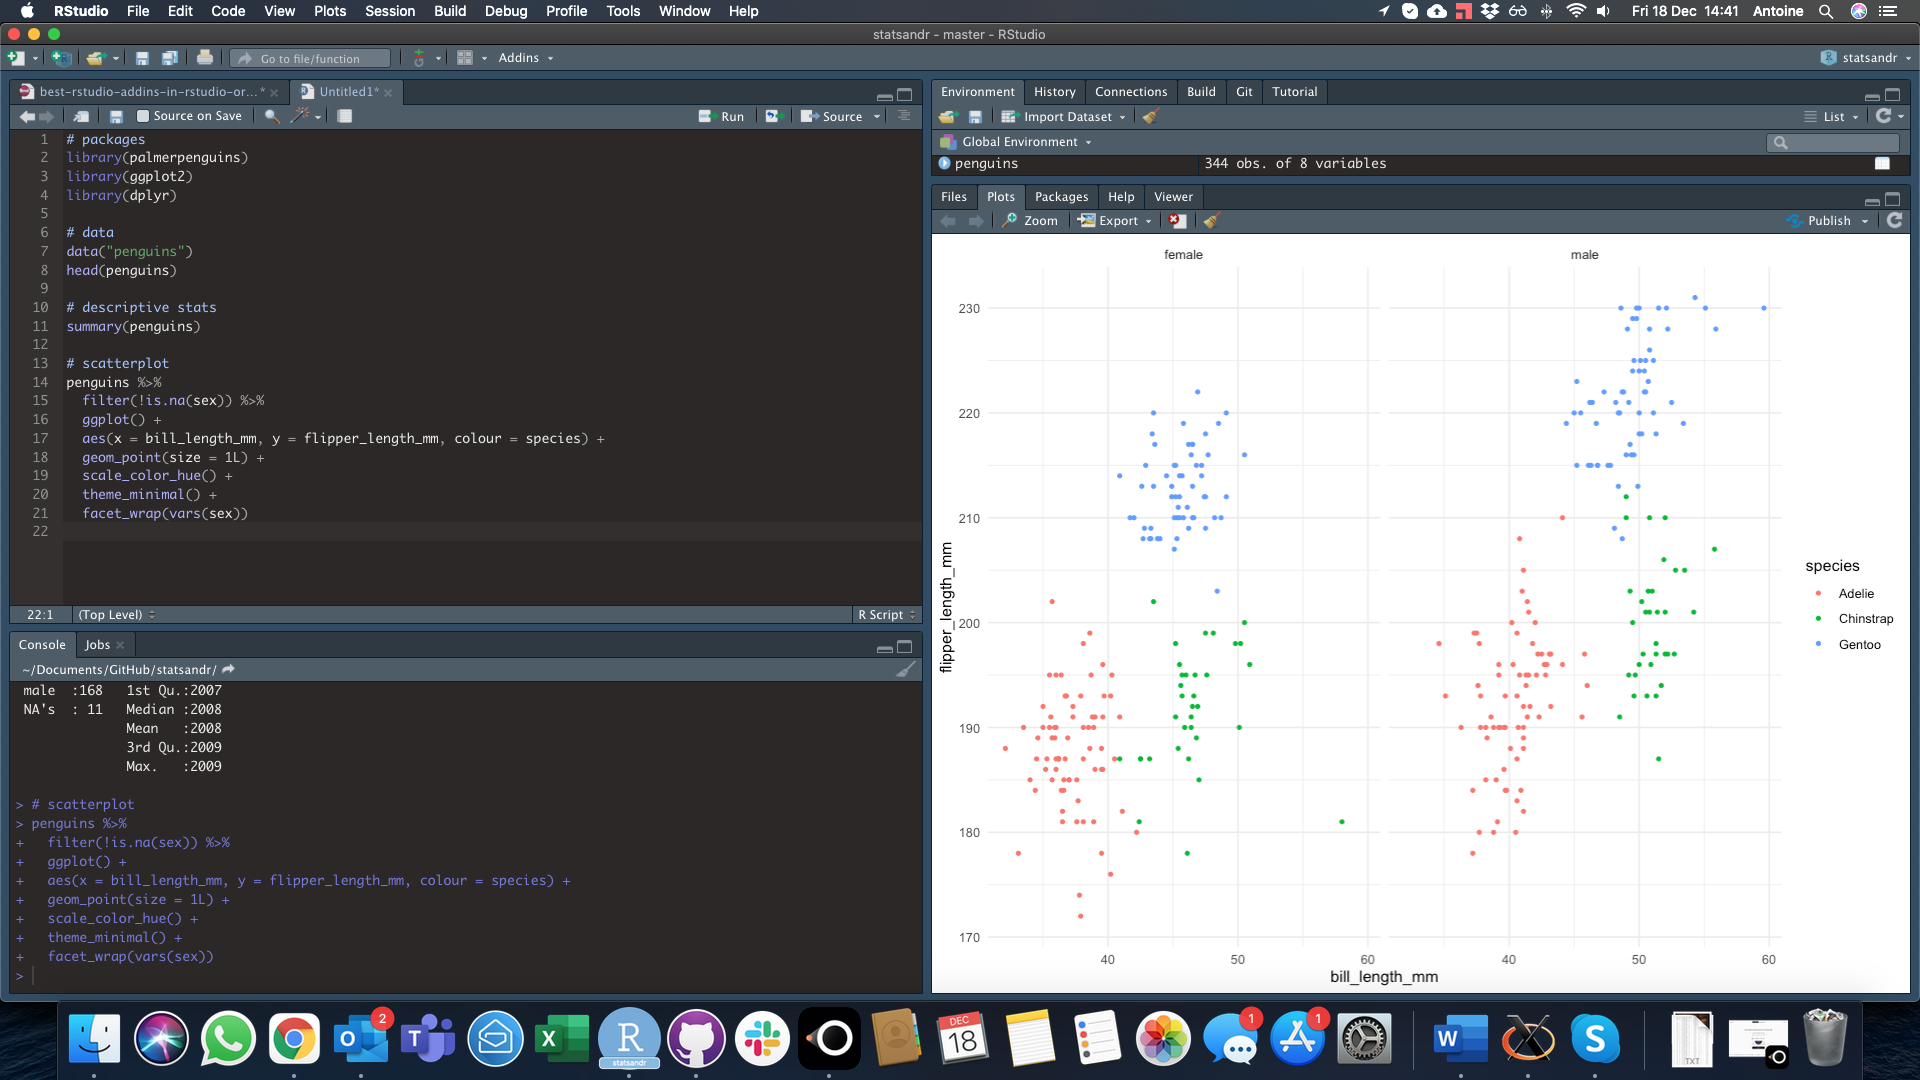 RStudio File Edit Code View Plots Session Build Debug Profile Tools Window Help Fri 18 Dec 14:41 Antoine
statsandr - master - RStudio
Go to file/function Addins statsandr
best-rstudio-addins-in-rstudio-or...* Untitled1*
Source on Save Run Source
1 # packages
2 library(palmerpenguins)
3 library(ggplot2)
4 library(dplyr)
5
6 # data
7 data("penguins")
8 head(penguins)
9
10 # descriptive stats
11 summary(penguins)
12
13 # scatterplot
14 penguins %>%
15 filter(!is.na(sex)) %>%
16 ggplot() +
17 aes(x = bill_length_mm, y = flipper_length_mm, colour = species) +
18 geom_point(size = 1L) +
19 scale_color_hue() +
20 theme_minimal() +
21 facet_wrap(vars(sex))
22
22:1 (Top Level) R Script
Console Jobs
~/Documents/GitHub/statsandr/
male :168 1st Qu.:2007
NA's : 11 Median :2008
Mean :2008
3rd Qu.:2009
Max. :2009
> # scatterplot
> penguins %>%
+ filter(!is.na(sex)) %>%
+ ggplot() +
+ aes(x = bill_length_mm, y = flipper_length_mm, colour = species) +
+ geom_point(size = 1L) +
+ scale_color_hue() +
+ theme_minimal() +
+ facet_wrap(vars(sex))
>
Environment History Connections Build Git Tutorial
Import Dataset List
Global Environment
penguins 344 obs. of 8 variables
Files Plots Packages Help Viewer
Zoom Export Publish
female male
230
220
210
200
190
180
170
flipper_length_mm
40 50 60 40 50 60
bill_length_mm
species
Adelie
Chinstrap
Gentoo
2 DEC 18 1 1
R statsandr
TXT